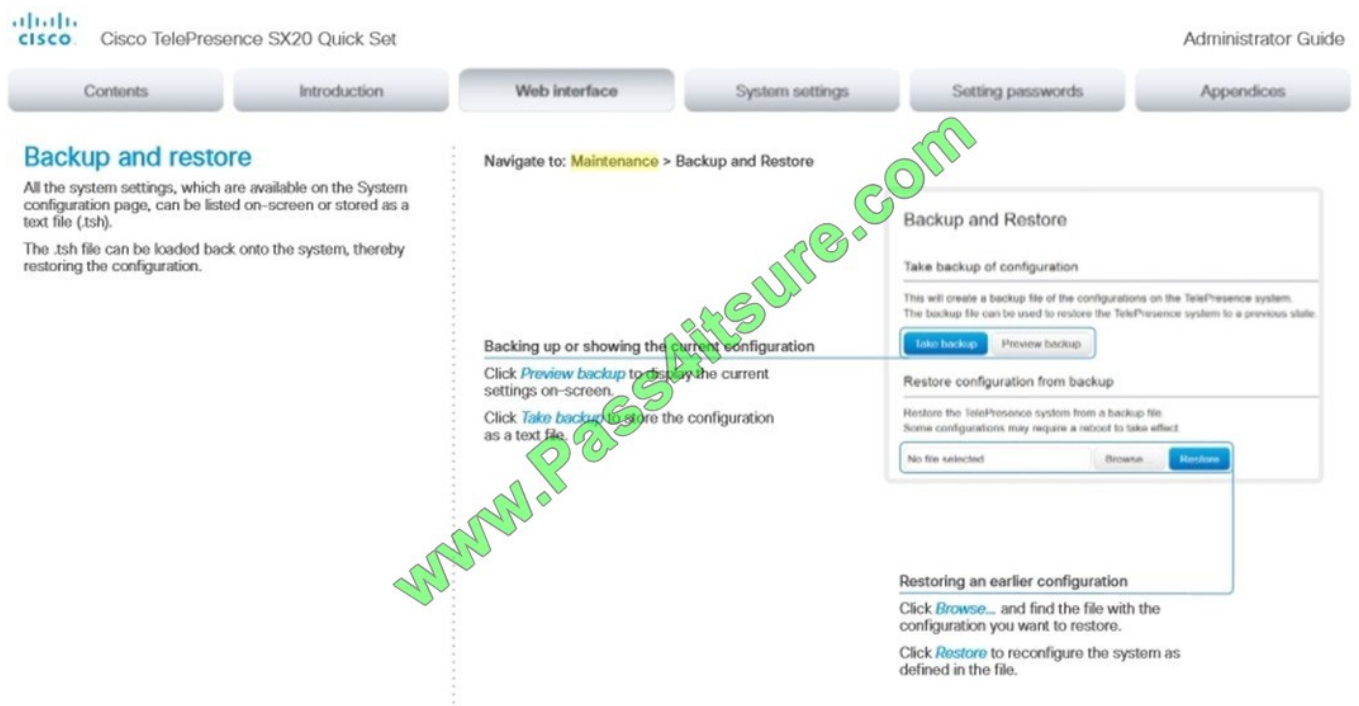 CISCO
Cisco TelePresence SX20 Quick Set
Administrator Guide
Contents
Introduction
Web interface
System settings
Setting passwords
Appendices
Backup and restore
All the system settings, which are available on the System
configuration page, can be listed on-screen or stored as a
text file (.tsh).
The .tsh file can be loaded back onto the system, thereby
restoring the configuration.
Navigate to: Maintenance > Backup and Restore
Backing up or showing the current configuration
Click Preview backup to display the current
settings on-screen.
Click Take backup to store the configuration
as a text file.
Backup and Restore
Take backup of configuration
This will create a backup file of the configurations on the TelePresence system.
The backup file can be used to restore the TelePresence system to a previous state.
Take backup
Preview backup
Restore configuration from backup
Restore the TelePresence system from a backup file.
Some configurations may require a reboot to take effect.
No file selected
Browse...
Restore
Restoring an earlier configuration
Click Browse... and find the file with the
configuration you want to restore.
Click Restore to reconfigure the system as
defined in the file.
www.Pass4itsure.com